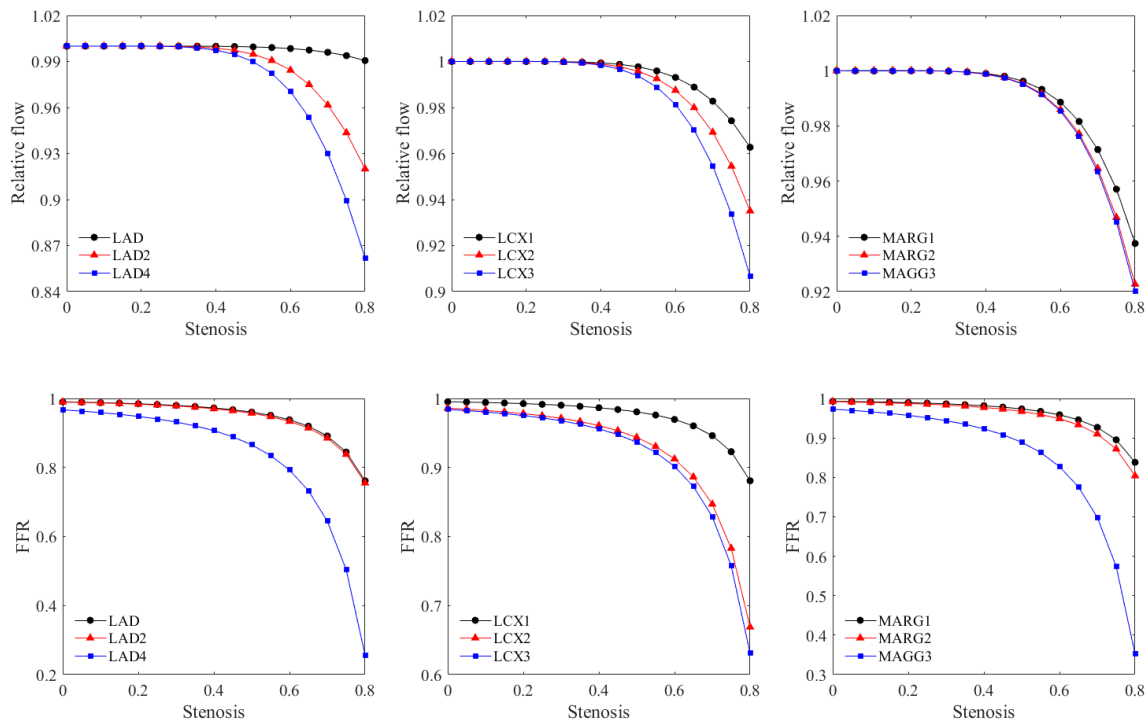 1.02
0.99
0.96
0.93
0.9
0.87
0.84
Relative flow
LAD
LAD2
LAD4
0
0.2
0.4
0.6
0.8
Stenosis
1.02
1
0.98
0.96
0.94
0.92
0.9
Relative flow
LCX1
LCX2
LCX3
0
0.2
0.4
0.6
0.8
Stenosis
1.02
1
0.98
0.96
0.94
0.92
Relative flow
MARG1
MARG2
MAGG3
0
0.2
0.4
0.6
0.8
Stenosis
1
0.8
0.6
0.4
0.2
FFR
LAD
LAD2
LAD4
0
0.2
0.4
0.6
0.8
Stenosis
1
0.9
0.8
0.7
0.6
FFR
LCX1
LCX2
LCX3
0
0.2
0.4
0.6
0.8
Stenosis
1
0.9
0.8
0.7
0.6
0.5
0.4
0.3
FFR
MARG1
MARG2
MAGG3
0
0.2
0.4
0.6
0.8
Stenosis